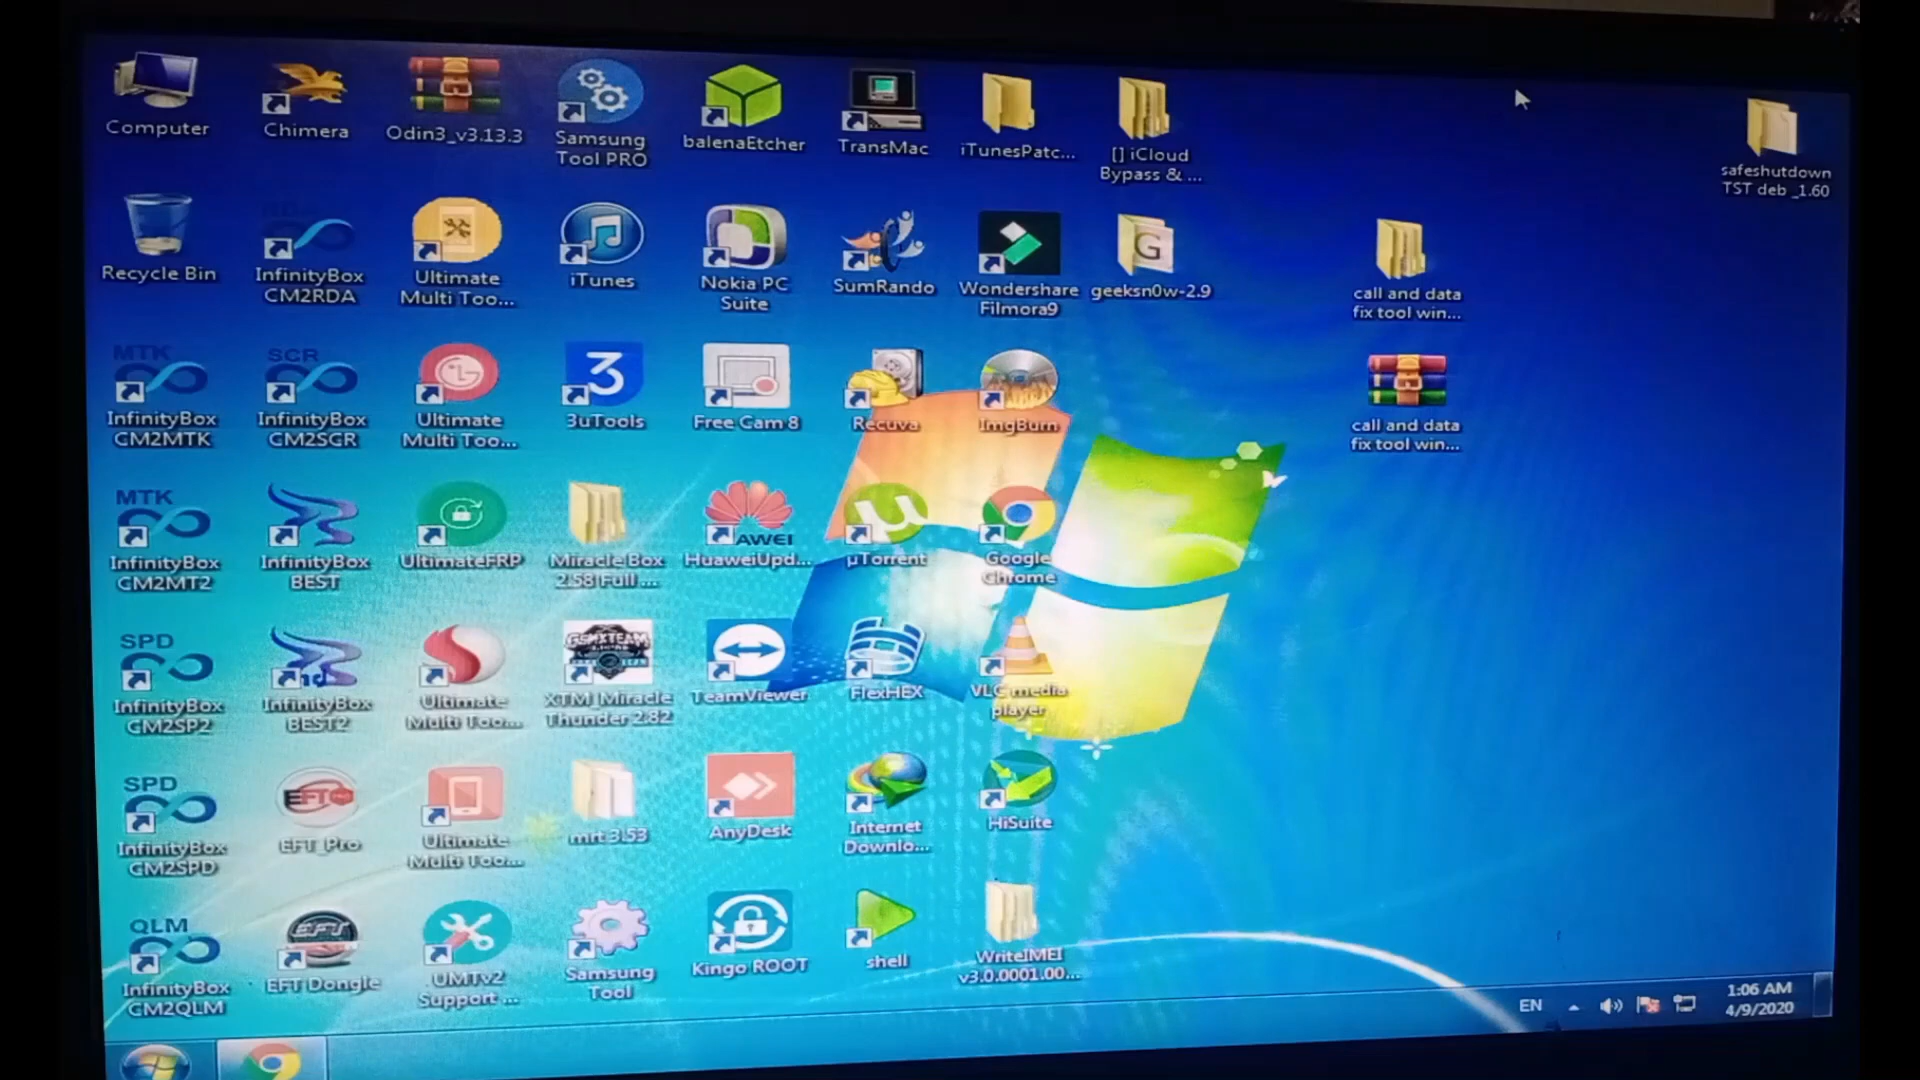 Computer
Chimera
Odin3_v3.13.3
Samsung
Tool PRO
balenaEtcher
TransMac
iTunesPatc...
[] iCloud
Bypass & ...
safeshutdown
TST deb _1.60
Recycle Bin
InfinityBox
CM2RDA
Ultimate
Multi Too...
iTunes
Nokia PC
Suite
SumRando
Wondershare
Filmora9
G
geeksn0w-2.9
call and data
fix tool win...
MTK
InfinityBox
CM2MTK
SCR
InfinityBox
CM2SCR
Ultimate
Multi Too...
3
3uTools
Free Cam 8
Recuva
ImgBurn
call and data
fix tool win...
MTK
InfinityBox
CM2MT2
InfinityBox
BEST
UltimateFRP
Miracle Box
2.58 Full ...
HuaweiUpd...
µ
µTorrent
Google
Chrome
SPD
InfinityBox
CM2SP2
InfinityBox
BEST2
Ultimate
Multi Too...
GSMXTEAM
XTM_Miracle
Thunder 2.82
TeamViewer
FlexHEX
VLC media
player
SPD
InfinityBox
CM2SPD
EFT PRO
EFT_Pro
Ultimate
Multi Too...
mrt 3.53
AnyDesk
Internet
Downlo...
HiSuite
QLM
InfinityBox
CM2QLM
EFT
EFT Dongle
UMTv2
Support ...
Samsung
Tool
Kingo ROOT
shell
WriteIMEI
v3.0.0001.00...
EN
1:06 AM
4/9/2020